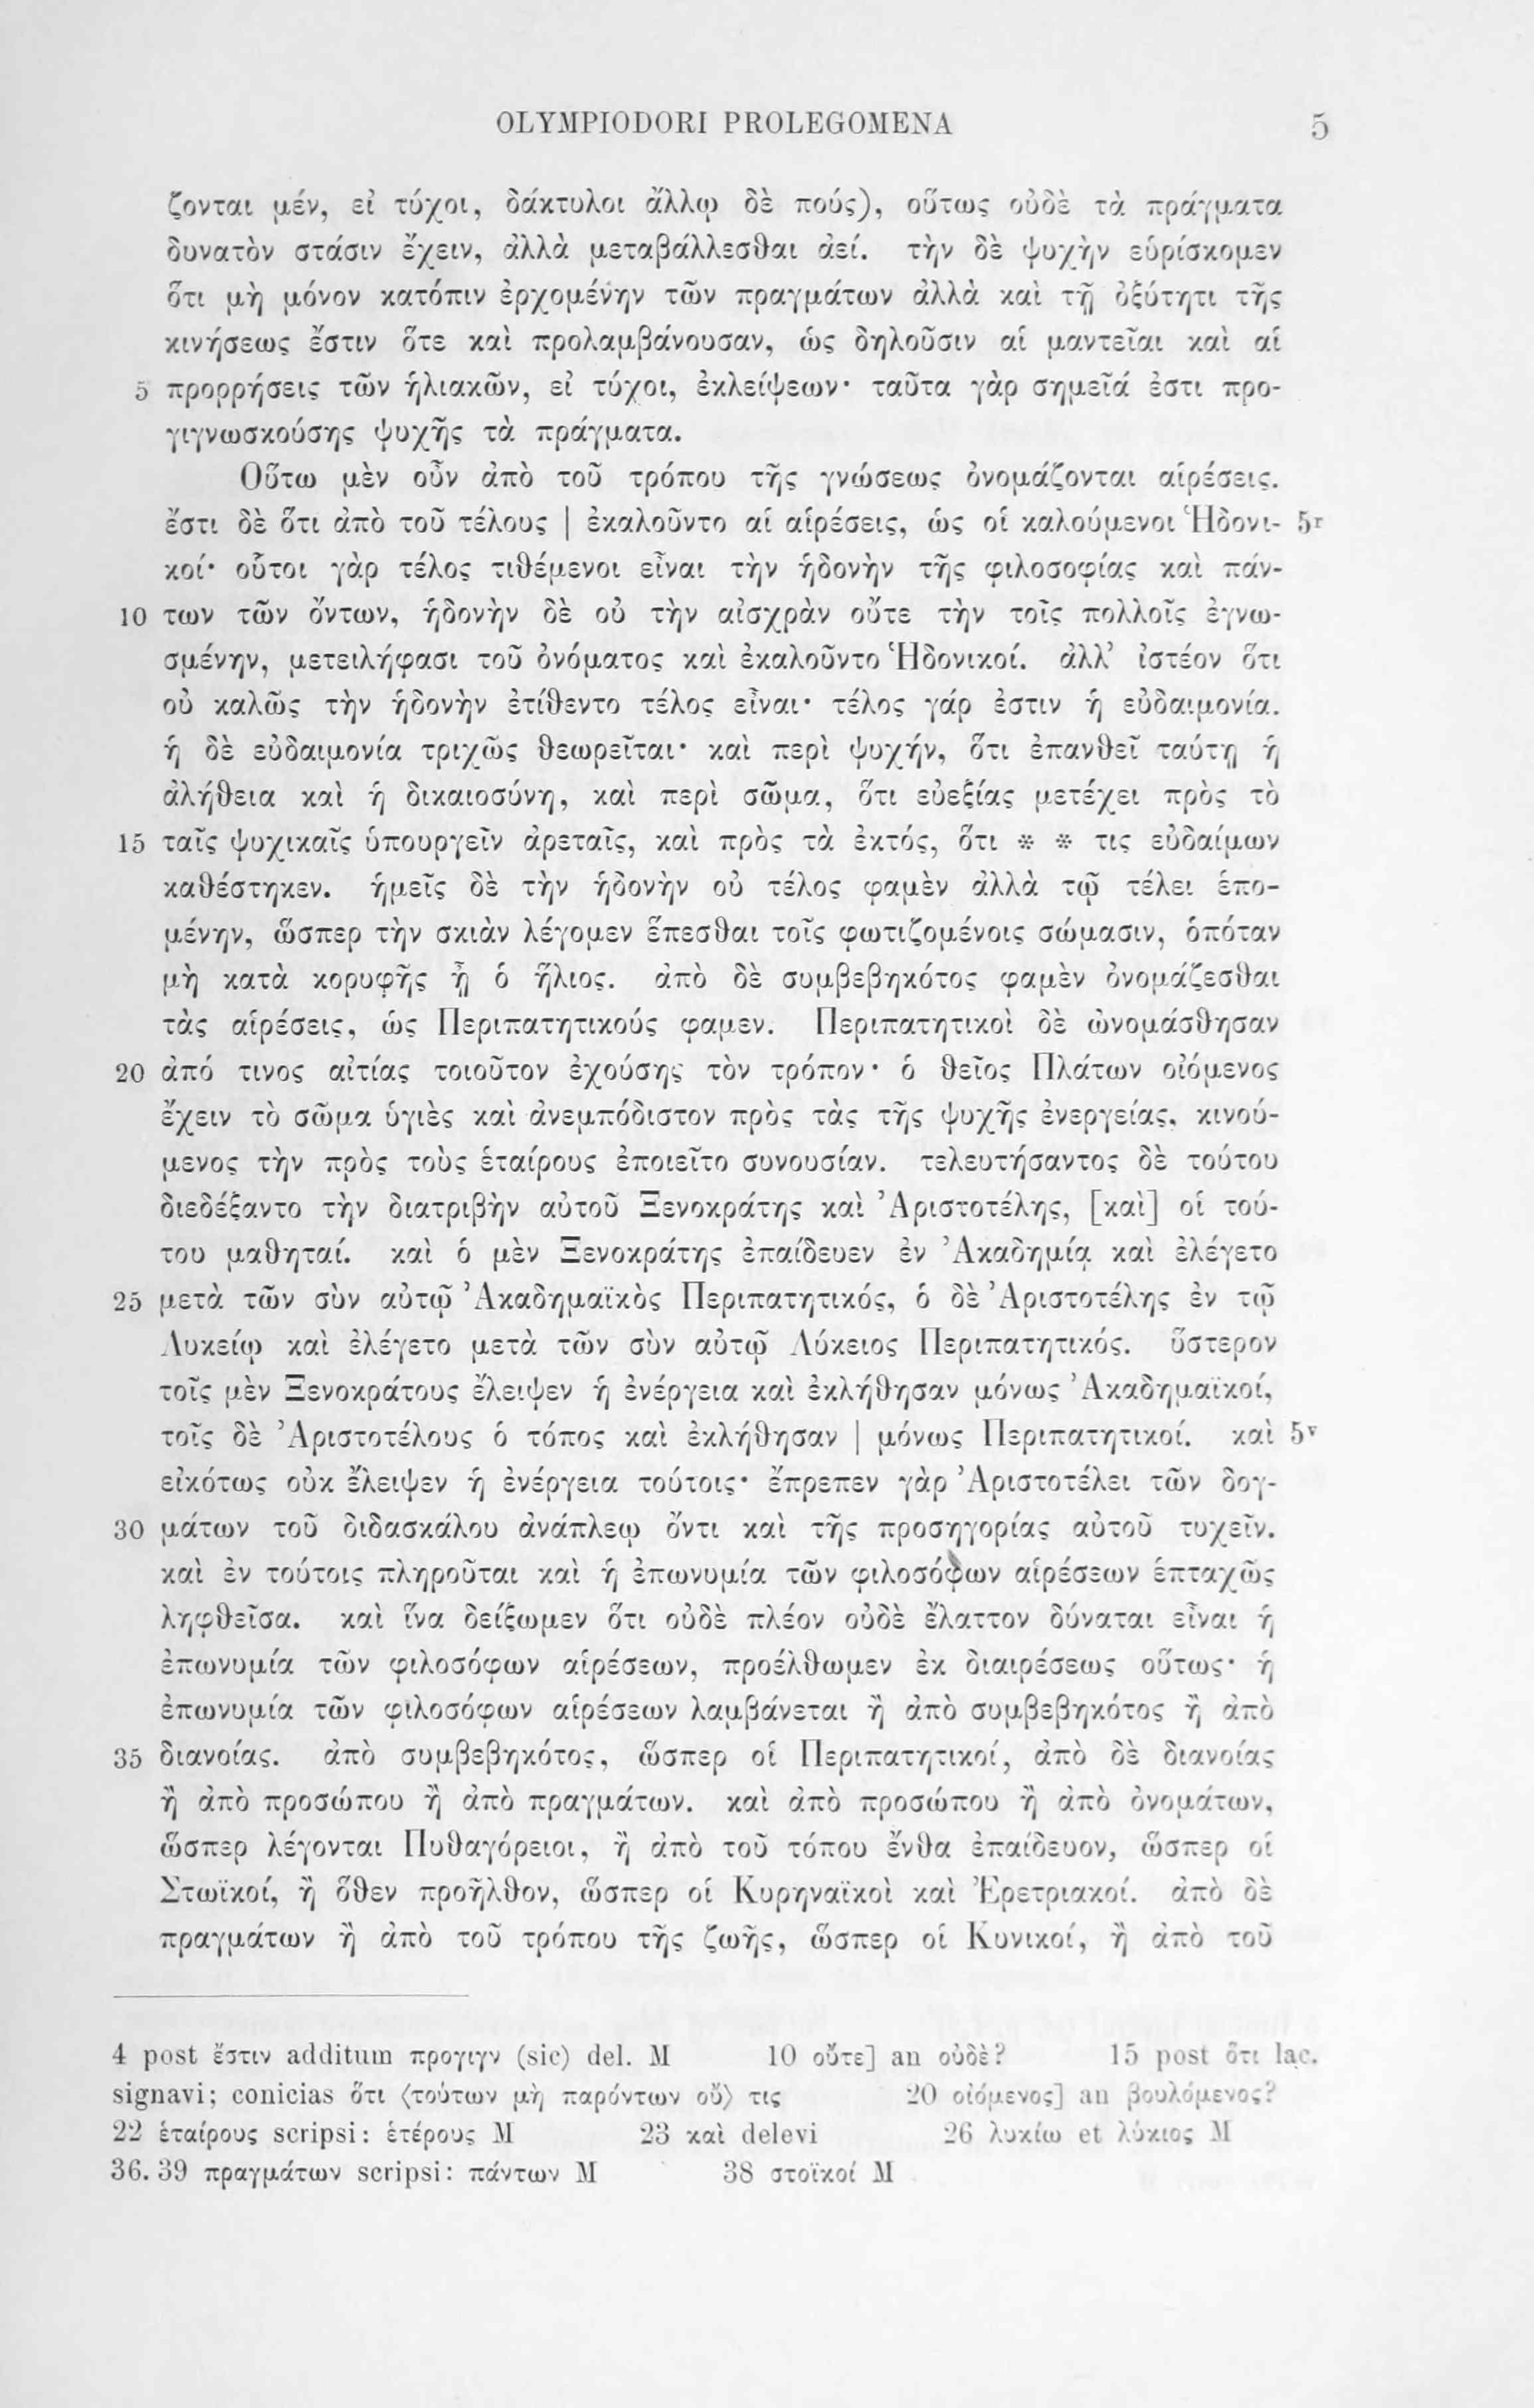 OLYMPIODORI PROLEGOMENA 5
ζονται μέν, εἰ τύχοι, δάκτυλοι ἄλλῳ δὲ πούς), οὕτως οὐδὲ τὰ πράγματα
δυνατὸν στάσιν ἔχειν, ἀλλὰ μεταβάλλεσθαι ἀεί. τὴν δὲ ψυχὴν εὑρίσκομεν
ὅτι μὴ μόνον κατόπιν ἐρχομένην τῶν πραγμάτων ἀλλὰ καὶ τῇ ὀξύτητι τῆς
κινήσεως ἔστιν ὅτε καὶ προλαμβάνουσαν, ὡς δηλοῦσιν αἱ μαντεῖαι καὶ αἱ
5 προρρήσεις τῶν ἡλιακῶν, εἰ τύχοι, ἐκλείψεων· ταῦτα γὰρ σημεῖά ἐστι προ-
γιγνωσκούσης ψυχῆς τὰ πράγματα.
Οὕτω μὲν οὖν ἀπὸ τοῦ τρόπου τῆς γνώσεως ὀνομάζονται αἱρέσεις.
ἔστι δὲ ὅτι ἀπὸ τοῦ τέλους | ἐκαλοῦντο αἱ αἱρέσεις, ὡς οἱ καλούμενοι Ἡδονι- 5r
κοί· οὗτοι γὰρ τέλος τιθέμενοι εἶναι τὴν ἡδονὴν τῆς φιλοσοφίας καὶ πάν-
10 των τῶν ὄντων, ἡδονὴν δὲ οὐ τὴν αἰσχρὰν οὔτε τὴν τοῖς πολλοῖς ἐγνω-
σμένην, μετειλήφασι τοῦ ὀνόματος καὶ ἐκαλοῦντο Ἡδονικοί. ἀλλ’ ἰστέον ὅτι
οὐ καλῶς τὴν ἡδονὴν ἐτίθεντο τέλος εἶναι· τέλος γάρ ἐστιν ἡ εὐδαιμονία.
ἡ δὲ εὐδαιμονία τριχῶς θεωρεῖται· καὶ περὶ ψυχήν, ὅτι ἐπανθεῖ ταύτῃ ἡ
ἀλήθεια καὶ ἡ δικαιοσύνη, καὶ περὶ σῶμα, ὅτι εὐεξίας μετέχει πρὸς τὸ
15 ταῖς ψυχικαῖς ὑπουργεῖν ἀρεταῖς, καὶ πρὸς τὰ ἐκτός, ὅτι * * τις εὐδαίμων
καθέστηκεν. ἡμεῖς δὲ τὴν ἡδονὴν οὐ τέλος φαμὲν ἀλλὰ τῷ τέλει ἑπο-
μένην, ὥσπερ τὴν σκιὰν λέγομεν ἕπεσθαι τοῖς φωτιζομένοις σώμασιν, ὁπόταν
μὴ κατὰ κορυφῆς ᾖ ὁ ἥλιος. ἀπὸ δὲ συμβεβηκότος φαμὲν ὀνομάζεσθαι
τὰς αἱρέσεις, ὡς Περιπατητικούς φαμεν. Περιπατητικοὶ δὲ ὠνομάσθησαν
20 ἀπό τινος αἰτίας τοιοῦτον ἐχούσης τὸν τρόπον· ὁ θεῖος Πλάτων οἰόμενος
ἔχειν τὸ σῶμα ὑγιὲς καὶ ἀνεμπόδιστον πρὸς τὰς τῆς ψυχῆς ἐνεργείας, κινού-
μενος τὴν πρὸς τοὺς ἑταίρους ἐποιεῖτο συνουσίαν. τελευτήσαντος δὲ τούτου
διεδέξαντο τὴν διατριβὴν αὐτοῦ Ξενοκράτης καὶ Ἀριστοτέλης, [καὶ] οἱ τού-
του μαθηταί. καὶ ὁ μὲν Ξενοκράτης ἐπαίδευεν ἐν Ἀκαδημίᾳ καὶ ἐλέγετο
25 μετὰ τῶν σὺν αὐτῷ Ἀκαδημαϊκὸς Περιπατητικός, ὁ δὲ Ἀριστοτέλης ἐν τῷ
Λυκείῳ καὶ ἐλέγετο μετὰ τῶν σὺν αὐτῷ Λύκειος Περιπατητικός. ὕστερον
τοῖς μὲν Ξενοκράτους ἔλειψεν ἡ ἐνέργεια καὶ ἐκλήθησαν μόνως Ἀκαδημαϊκοί,
τοῖς δὲ Ἀριστοτέλους ὁ τόπος καὶ ἐκλήθησαν | μόνως Περιπατητικοί. καὶ 5v
εἰκότως οὐκ ἔλειψεν ἡ ἐνέργεια τούτοις· ἔπρεπεν γὰρ Ἀριστοτέλει τῶν δογ-
30 μάτων τοῦ διδασκάλου ἀνάπλεῳ ὄντι καὶ τῆς προσηγορίας αὐτοῦ τυχεῖν.
καὶ ἐν τούτοις πληροῦται καὶ ἡ ἐπωνυμία τῶν φιλοσόφων αἱρέσεων ἑπταχῶς
ληφθεῖσα. καὶ ἵνα δείξωμεν ὅτι οὐδὲ πλέον οὐδὲ ἔλαττον δύναται εἶναι ἡ
ἐπωνυμία τῶν φιλοσόφων αἱρέσεων, προέλθωμεν ἐκ διαιρέσεως οὕτως· ἡ
ἐπωνυμία τῶν φιλοσόφων αἱρέσεων λαμβάνεται ἢ ἀπὸ συμβεβηκότος ἢ ἀπὸ
35 διανοίας. ἀπὸ συμβεβηκότος, ὥσπερ οἱ Περιπατητικοί, ἀπὸ δὲ διανοίας
ἢ ἀπὸ προσώπου ἢ ἀπὸ πραγμάτων. καὶ ἀπὸ προσώπου ἢ ἀπὸ ὀνομάτων,
ὥσπερ λέγονται Πυθαγόρειοι, ἢ ἀπὸ τοῦ τόπου ἔνθα ἐπαίδευον, ὥσπερ οἱ
Στωϊκοί, ἢ ὅθεν προῆλθον, ὥσπερ οἱ Κυρηναϊκοὶ καὶ Ἐρετριακοί. ἀπὸ δὲ
πραγμάτων ἢ ἀπὸ τοῦ τρόπου τῆς ζωῆς, ὥσπερ οἱ Κυνικοί, ἢ ἀπὸ τοῦ
4 post ἔστιν additum προγιγν (sic) del. M 10 οὔτε] an οὐδὲ? 15 post ὅτι lac.
signavi; conicias ὅτι ⟨τούτων μὴ παρόντων οὔ⟩ τις 20 οἰόμενος] an βουλόμενος?
22 ἑταίρους scripsi: ἑτέρους M 23 καὶ delevi 26 λυκίω et λύκιος M
36. 39 πραγμάτων scripsi: πάντων M 38 στοϊκοί M